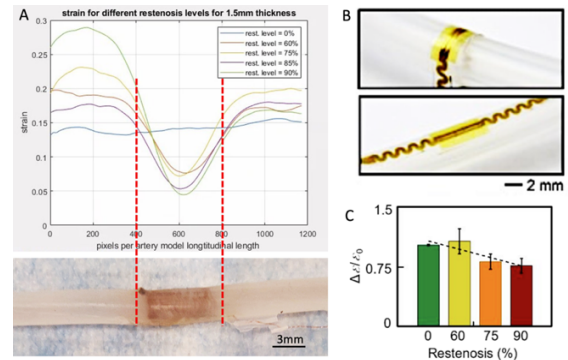 A
strain for different restenosis levels for 1.5mm thickness
0.3
0.25
0.2
0.15
0.1
0.05
0
strain
rest. level = 0%
rest. level = 60%
rest. level = 75%
rest. level = 85%
rest. level = 90%
0 200 400 600 800 1000 1200
pixels per artery model longtitudinal length
3mm
B
2 mm
C
1.5
0.75
0
Δε/ε0
0 60 75 90
Restenosis (%)